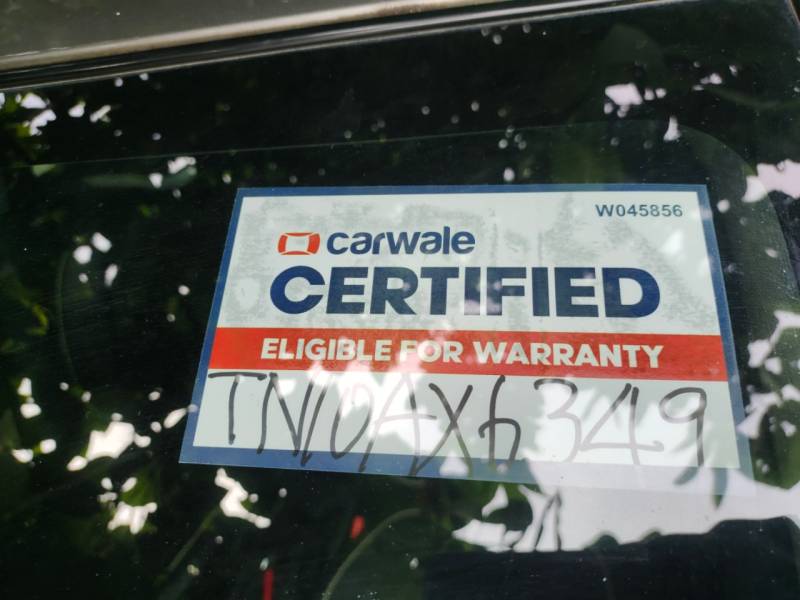 W045856
carwale
CERTIFIED
ELIGIBLE FOR WARRANTY
TN10AX6349